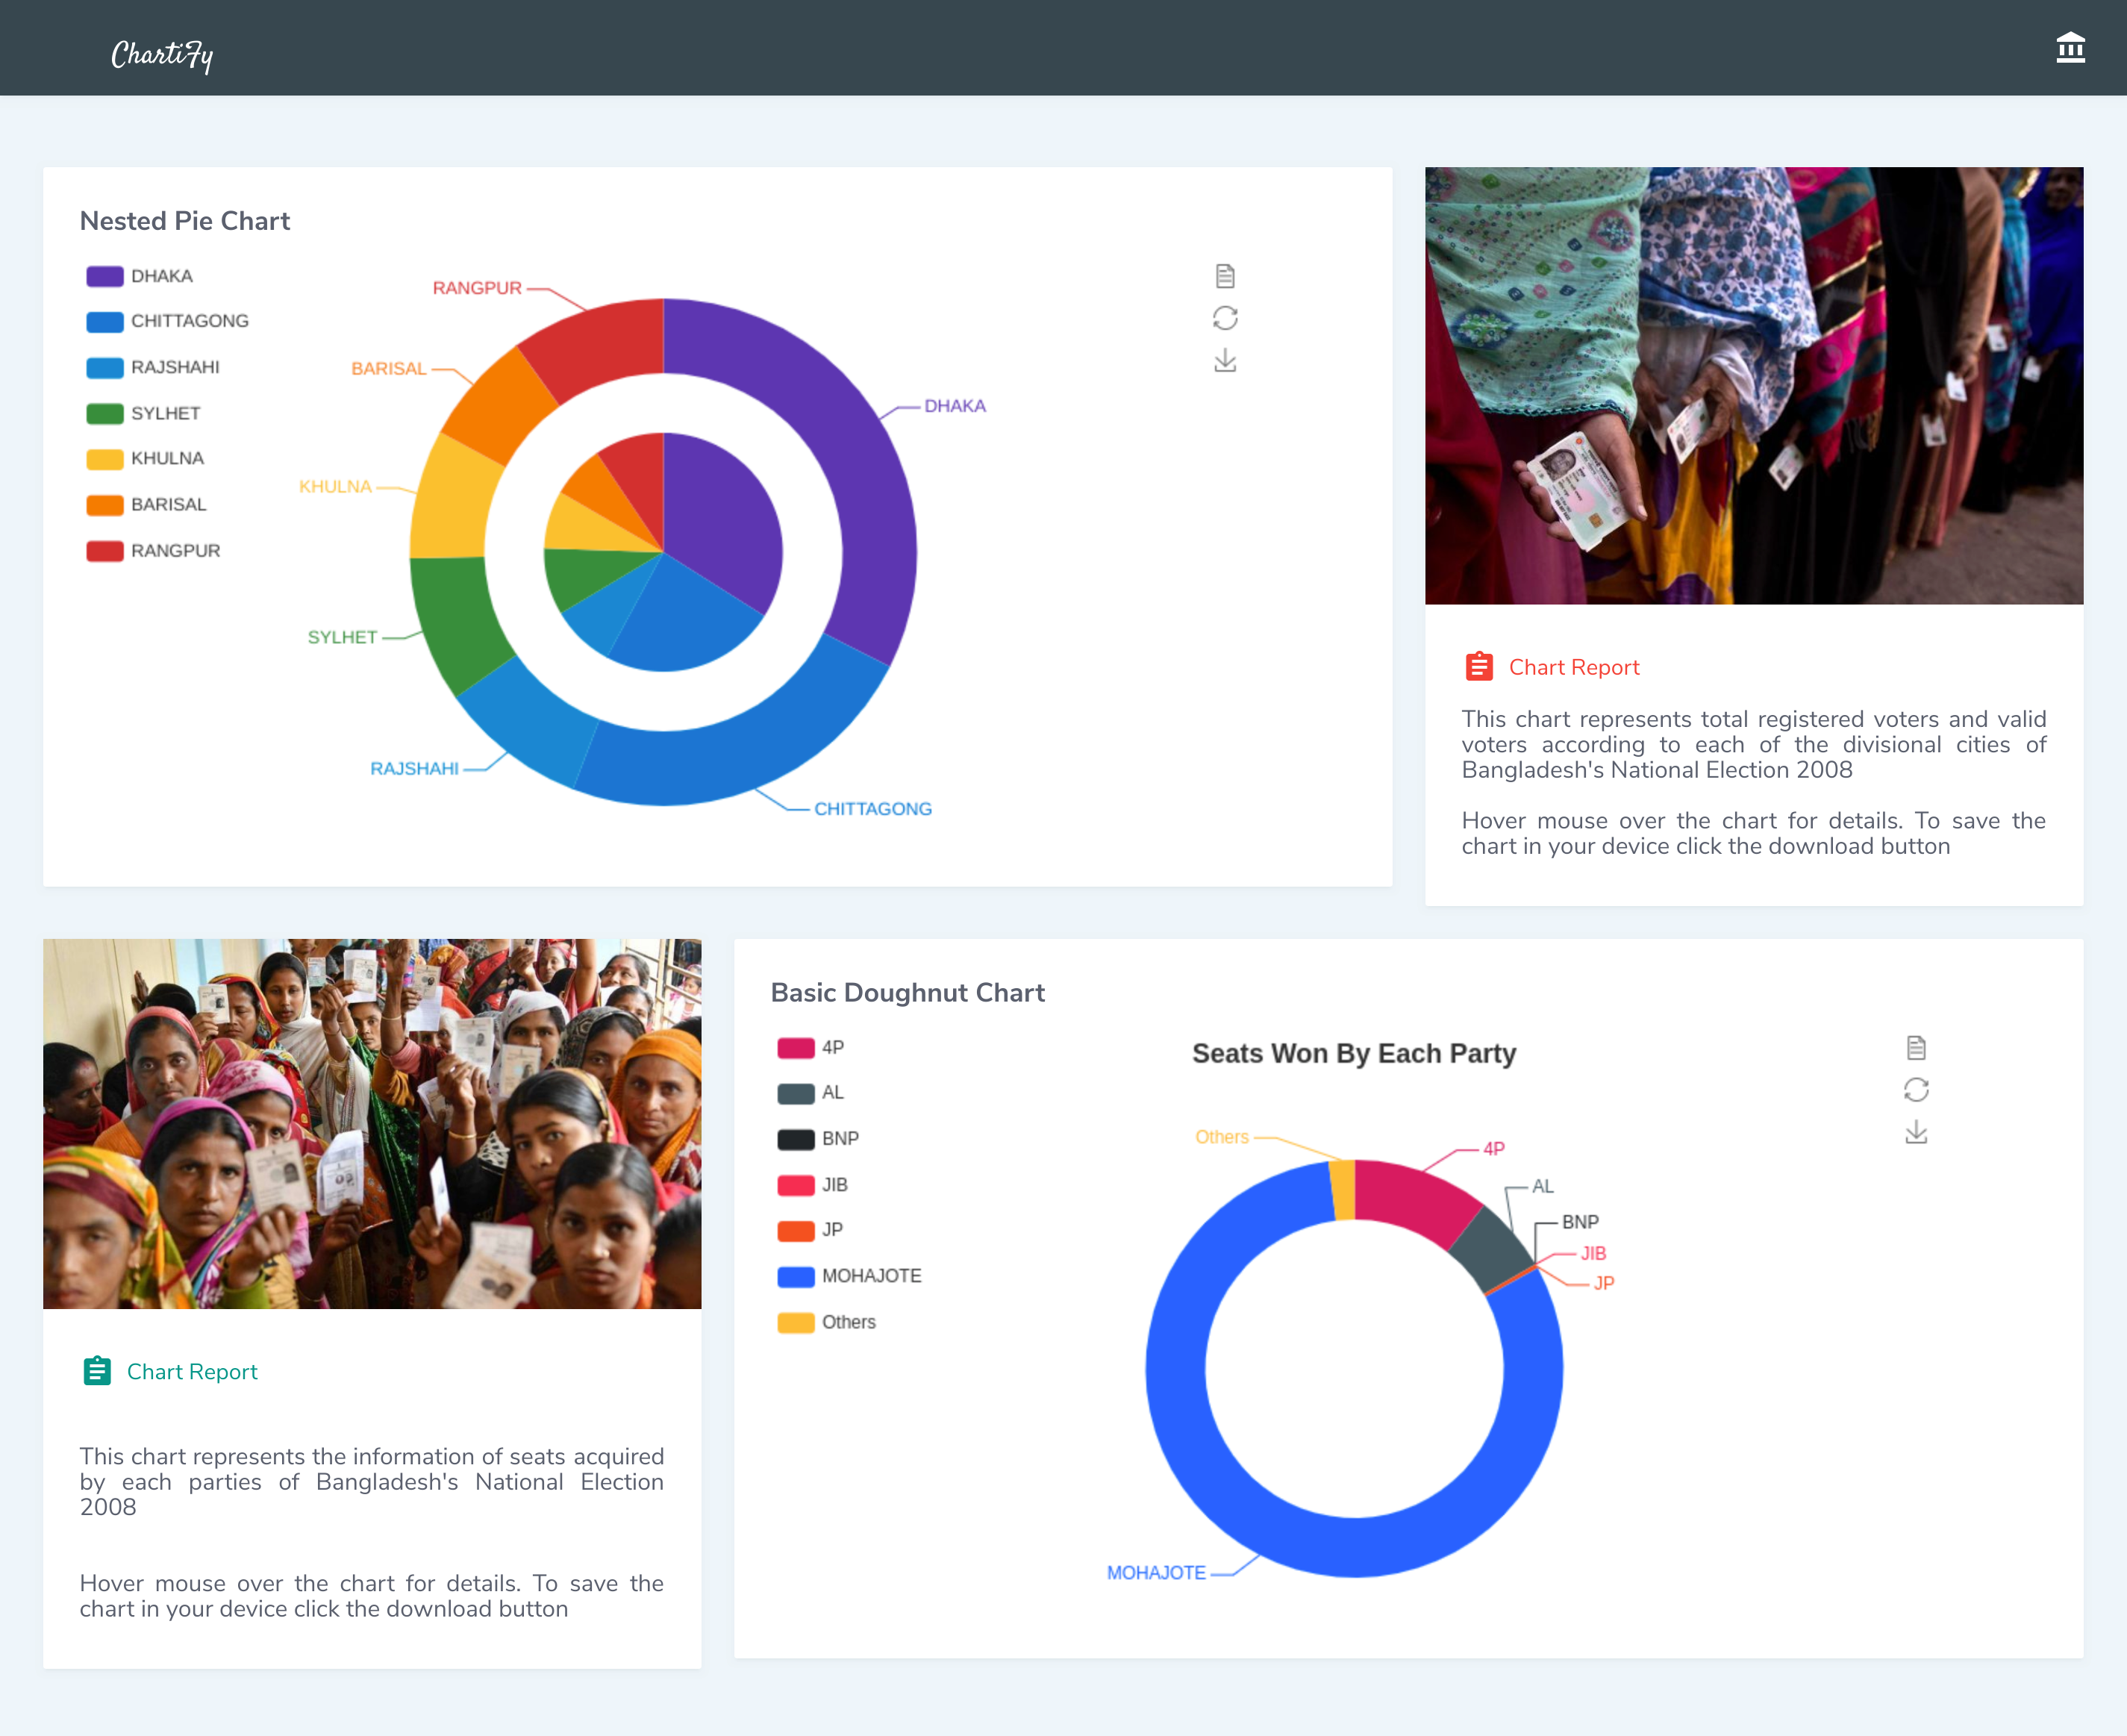 ChartiFy
Nested Pie Chart
DHAKA
CHITTAGONG
RAJSHAHI
SYLHET
KHULNA
BARISAL
RANGPUR
RANGPUR
BARISAL
DHAKA
KHULNA
SYLHET
RAJSHAHI
CHITTAGONG
Chart Report
This chart represents total registered voters and valid
voters according to each of the divisional cities of
Bangladesh's National Election 2008
Hover mouse over the chart for details. To save the
chart in your device click the download button
Chart Report
This chart represents the information of seats acquired
by each parties of Bangladesh's National Election
2008
Hover mouse over the chart for details. To save the
chart in your device click the download button
Basic Doughnut Chart
4P
AL
BNP
JIB
JP
MOHAJOTE
Others
Seats Won By Each Party
Others
4P
AL
BNP
JIB
JP
MOHAJOTE